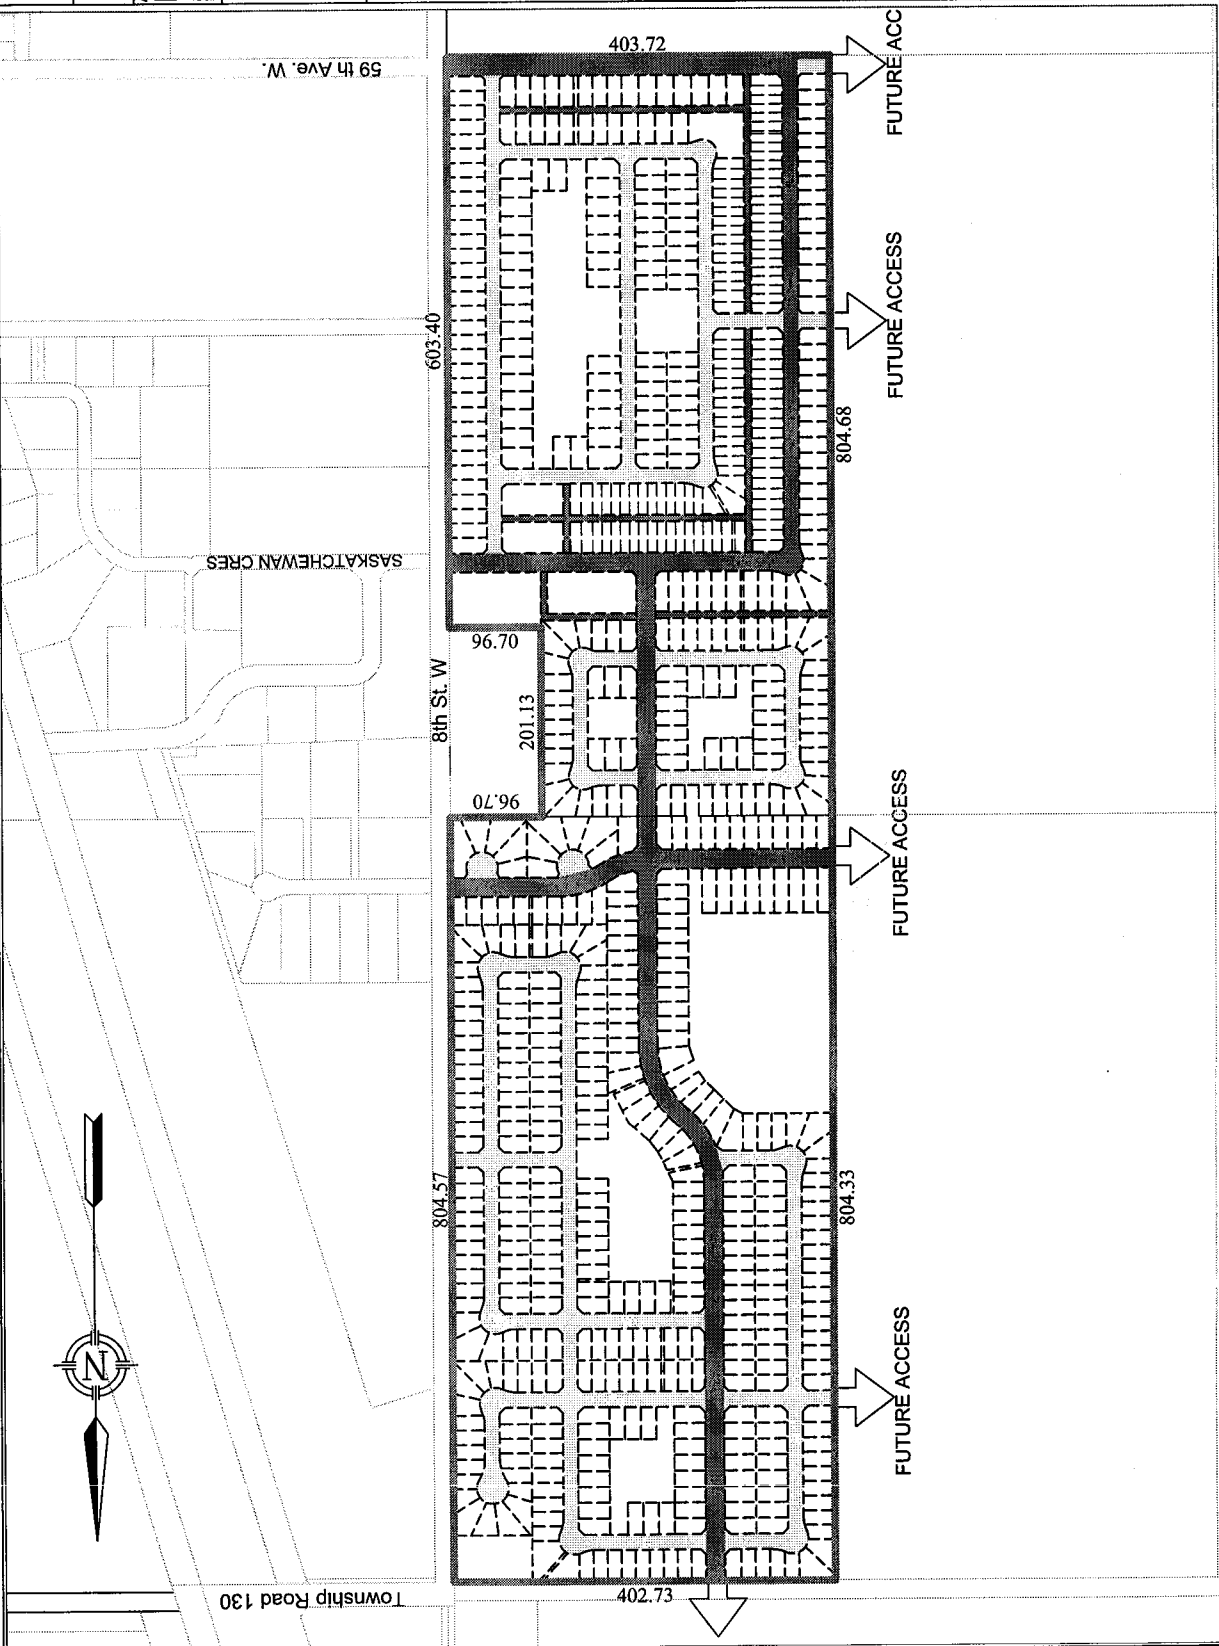 403.72
FUTURE ACC
59 th Ave. W.
FUTURE ACCESS
603.40
804.68
SASKATCHEWAN CRES
96.70
8th St. W
201.13
96.70
FUTURE ACCESS
804.57
804.33
N
FUTURE ACCESS
Township Road 130
402.73